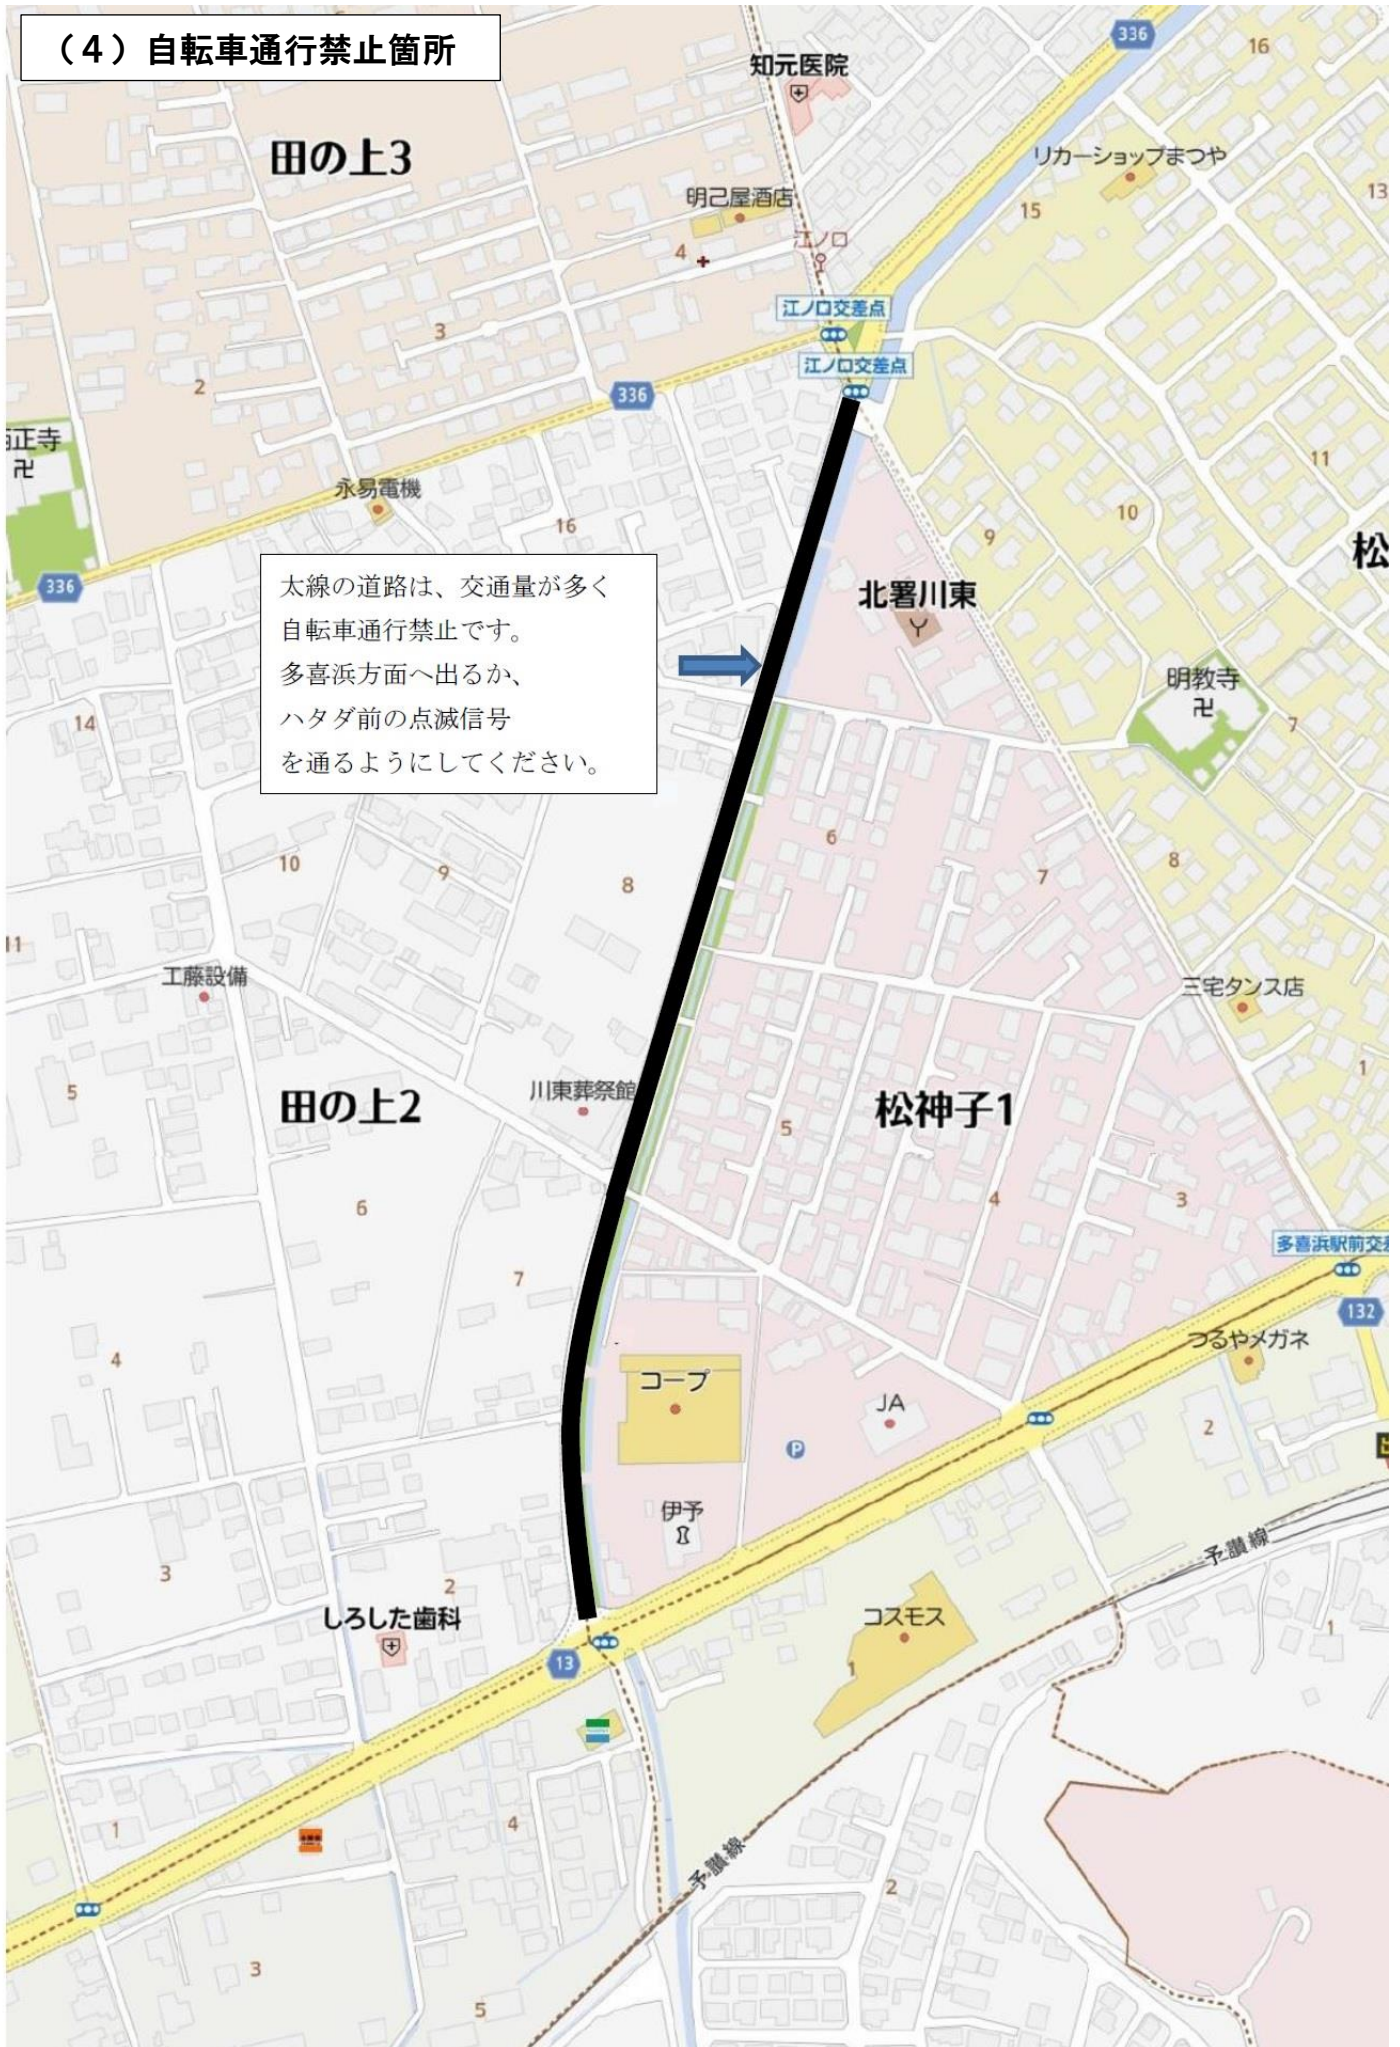 （４）自転車通行禁止箇所
336
16
知元医院
田の上3
リカーショップまつや
13
明己屋酒店
15
江ノ口
4
江ノ口交差点
3
江ノ口交差点
2
336
正寺
11
永易電機
10
16
9
松
336
太線の道路は、交通量が多く
自転車通行禁止です。
多喜浜方面へ出るか、
ハタダ前の点滅信号
を通るようにしてください。
北署川東
明教寺
14
7
6
10
9
8
7
8
11
工藤設備
三宅タンス店
5
川東葬祭館
1
田の上2
松神子1
5
6
4
3
多喜浜駅前交
7
132
4
つるやメガネ
コープ
JA
2
P
伊予
予讃線
3
2
しろした歯科
コスモス
1
13
1
1
4
予讃線
2
3
5